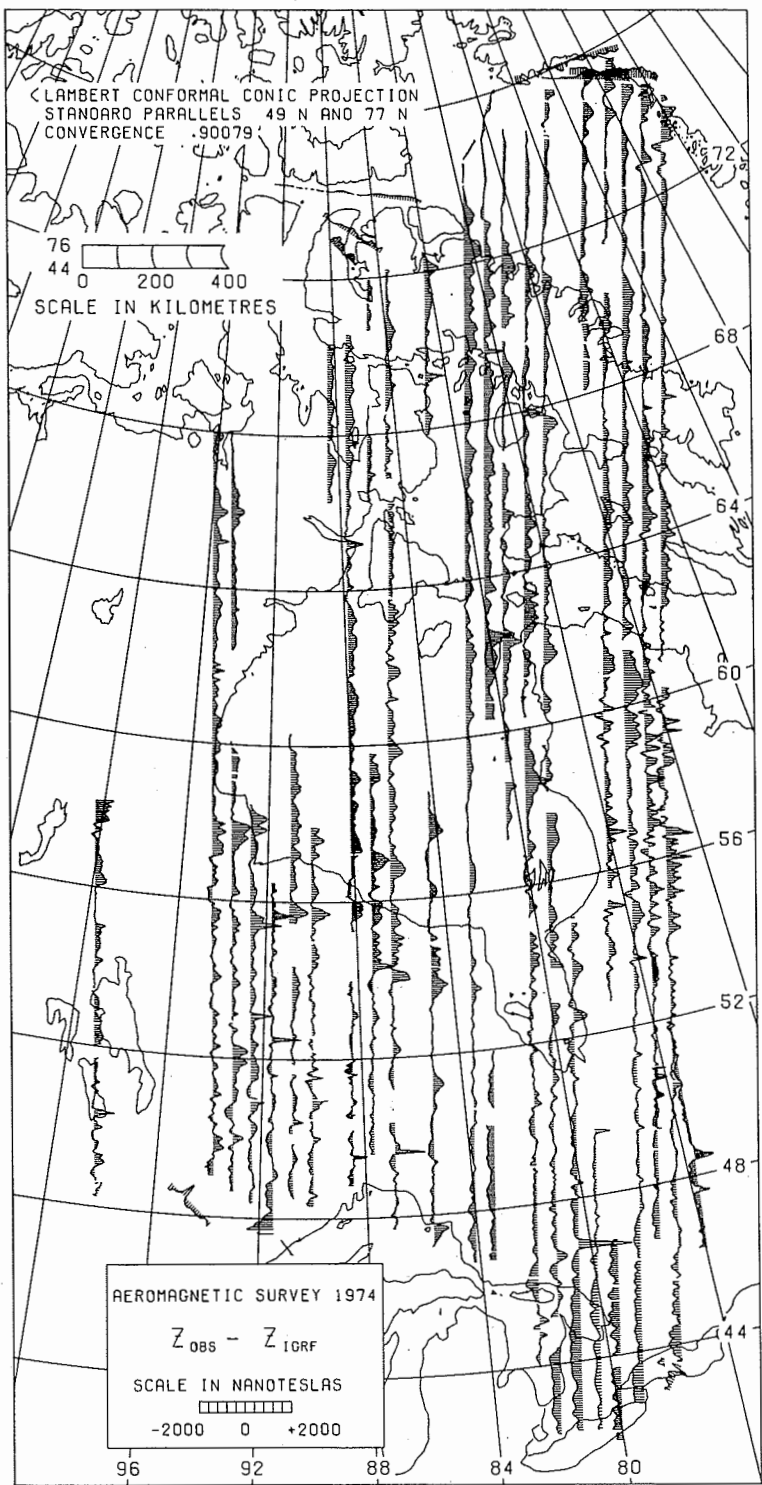 <LAMBERT CONFORMAL CONIC PROJECTION
STANDARD PARALLELS 49 N AND 77 N
CONVERGENCE .90079
72
76
44
0 200 400
SCALE IN KILOMETRES
68
64
60
56
52
48
AEROMAGNETIC SURVEY 1974
Z OBS - Z IGRF
SCALE IN NANOTESLAS
-2000 0 +2000
44
96 92 88 84 80